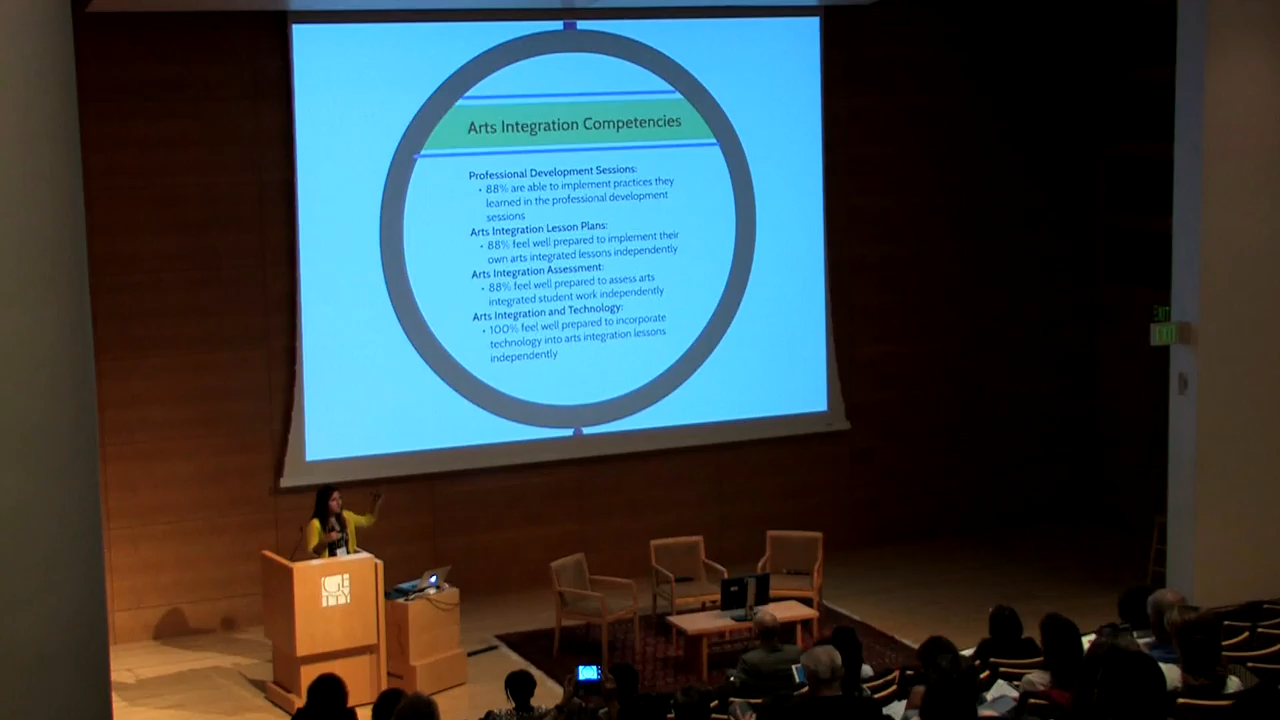 Arts Integration Competencies
Professional Development Sessions:
• 88% are able to implement practices they
learned in the professional development
sessions
Arts Integration Lesson Plans:
• 88% feel well prepared to implement their
own arts integrated lessons independently
Arts Integration Assessment:
• 88% feel well prepared to assess arts
integrated student work independently
Arts Integration and Technology:
• 100% feel well prepared to incorporate
technology into arts integration lessons
independently
EXIT
EXIT
Getty